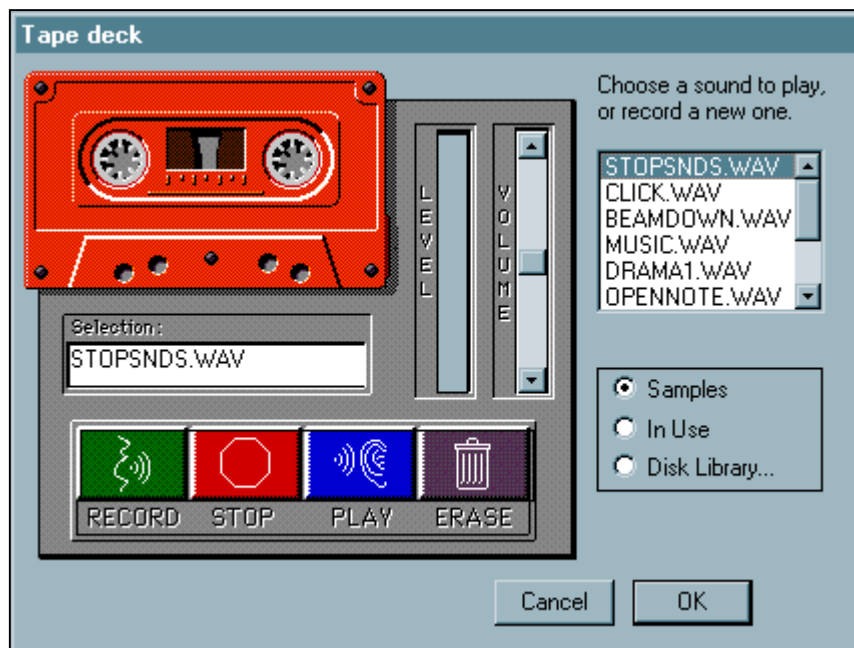 Tape deck
Choose a sound to play,
or record a new one.
LEVEL
VOLUME
STOPSNDS.WAV
CLICK.WAV
BEAMDOWN.WAV
MUSIC.WAV
DRAMA1.WAV
OPENNOTE.WAV
Selection:
STOPSNDS.WAV
Samples
In Use
Disk Library...
RECORD STOP PLAY ERASE
Cancel OK